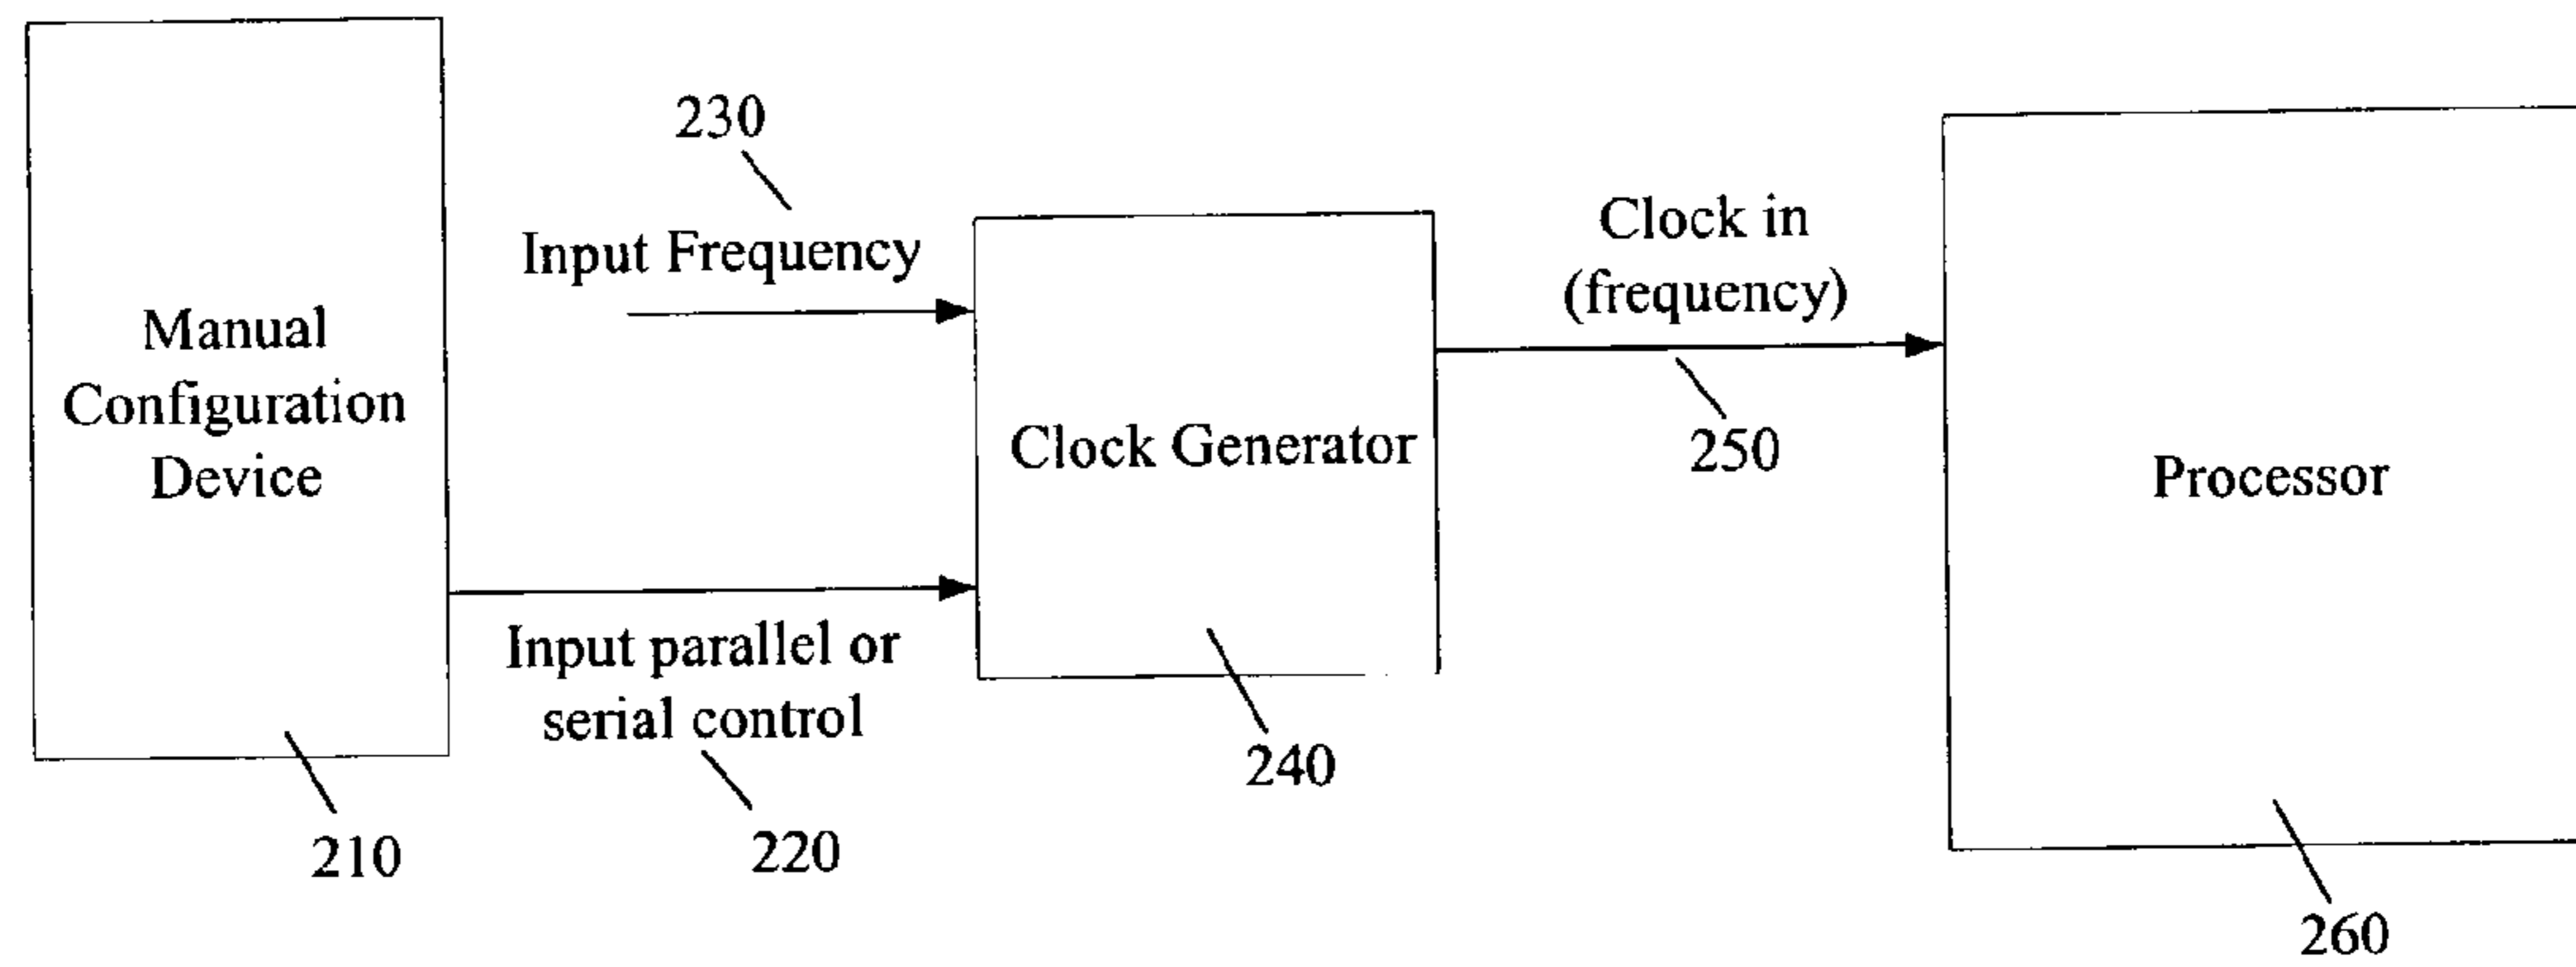 Manual
Configuration
Device
210
230
Input Frequency
Input parallel or
serial control
220
Clock Generator
240
Clock in
(frequency)
250
Processor
260